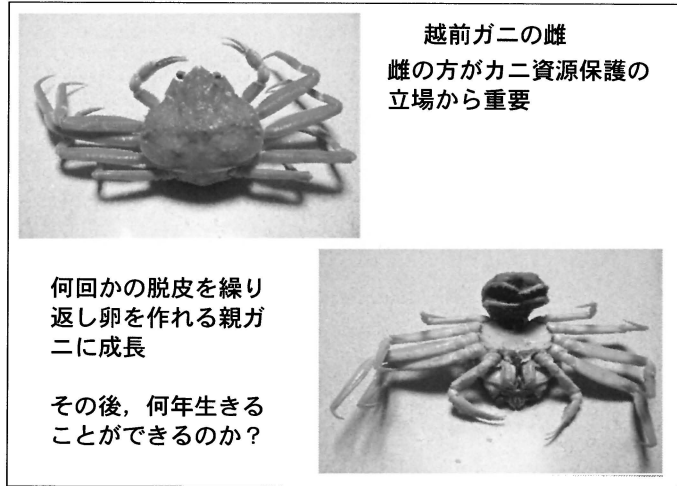 越前ガニの雌
雌の方がカニ資源保護の
立場から重要
何回かの脱皮を繰り
返し卵を作れる親ガ
ニに成長
その後，何年生きる
ことができるのか？